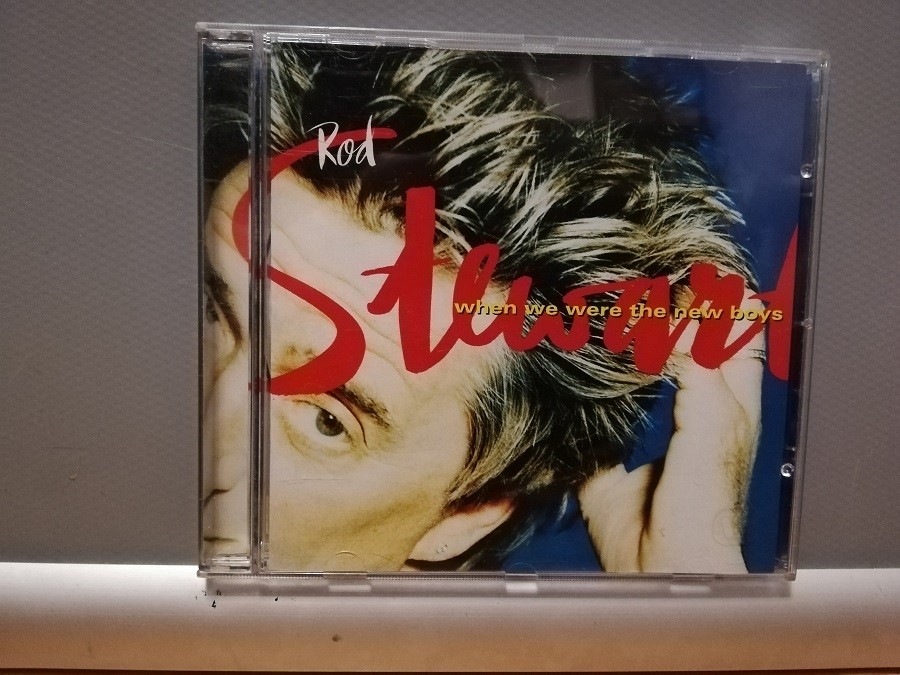 Rod
Stewart
when we were the new boys